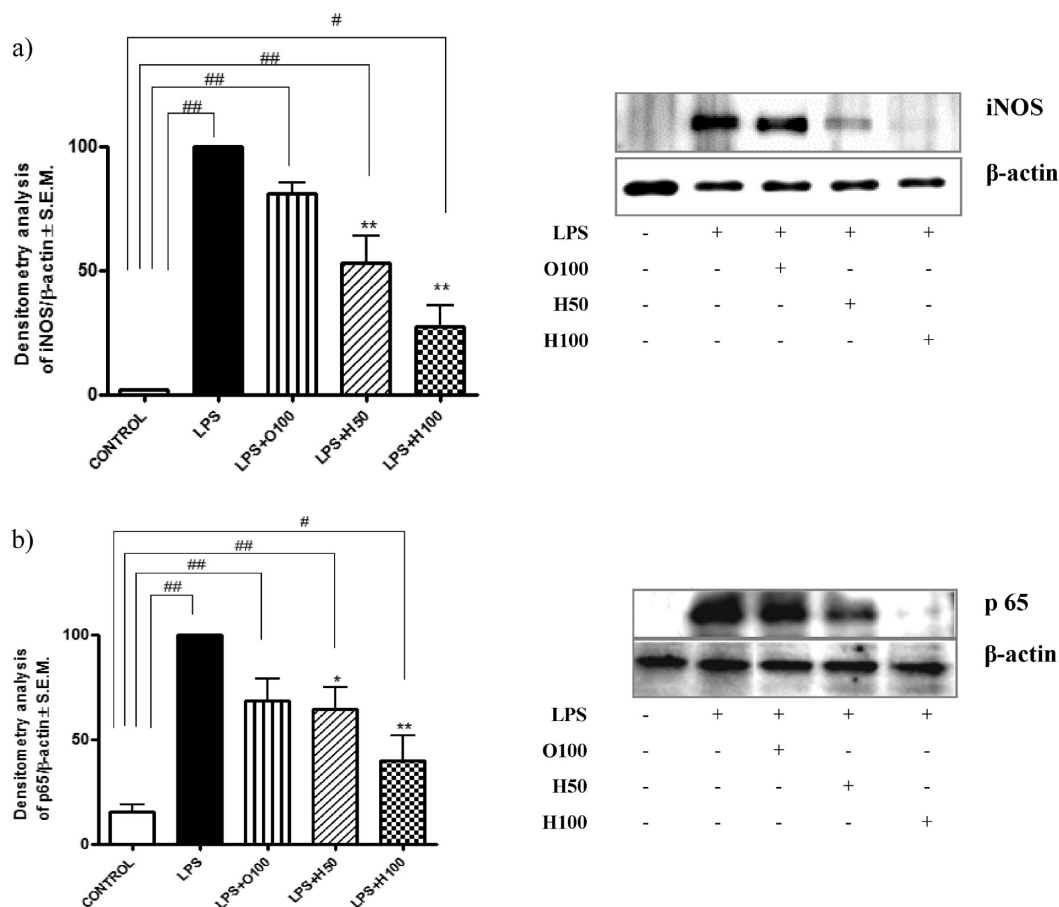 a)
#
##
##
##
100
50
0
**
**
Densitometry analysis
of iNOS/β-actin± S.E.M.
CONTROL
LPS
LPS+O100
LPS+H50
LPS+H100
iNOS
β-actin
LPS - + + + +
O100 - - + - -
H50 - - - + -
H100 - - - - +
b)
#
##
##
##
100
50
0
*
**
Densitometry analysis
of p65/β-actin± S.E.M.
CONTROL
LPS
LPS+O100
LPS+H50
LPS+H100
p 65
β-actin
LPS - + + + +
O100 - - + - -
H50 - - - + -
H100 - - - - +